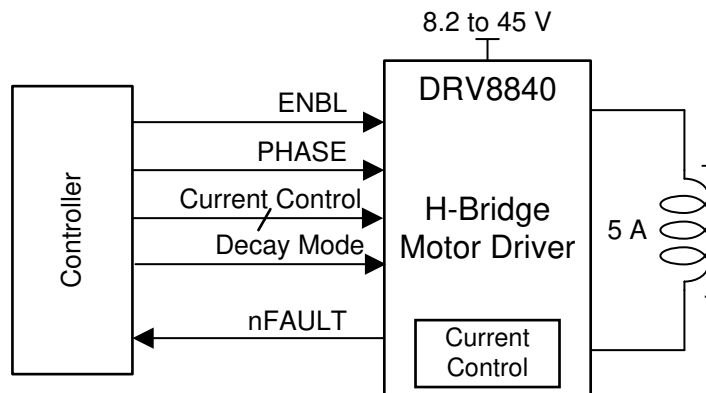 8.2 to 45 V
DRV8840
ENBL
PHASE
Current Control
Decay Mode
nFAULT
Controller
H-Bridge
Motor Driver
5 A
Current
Control